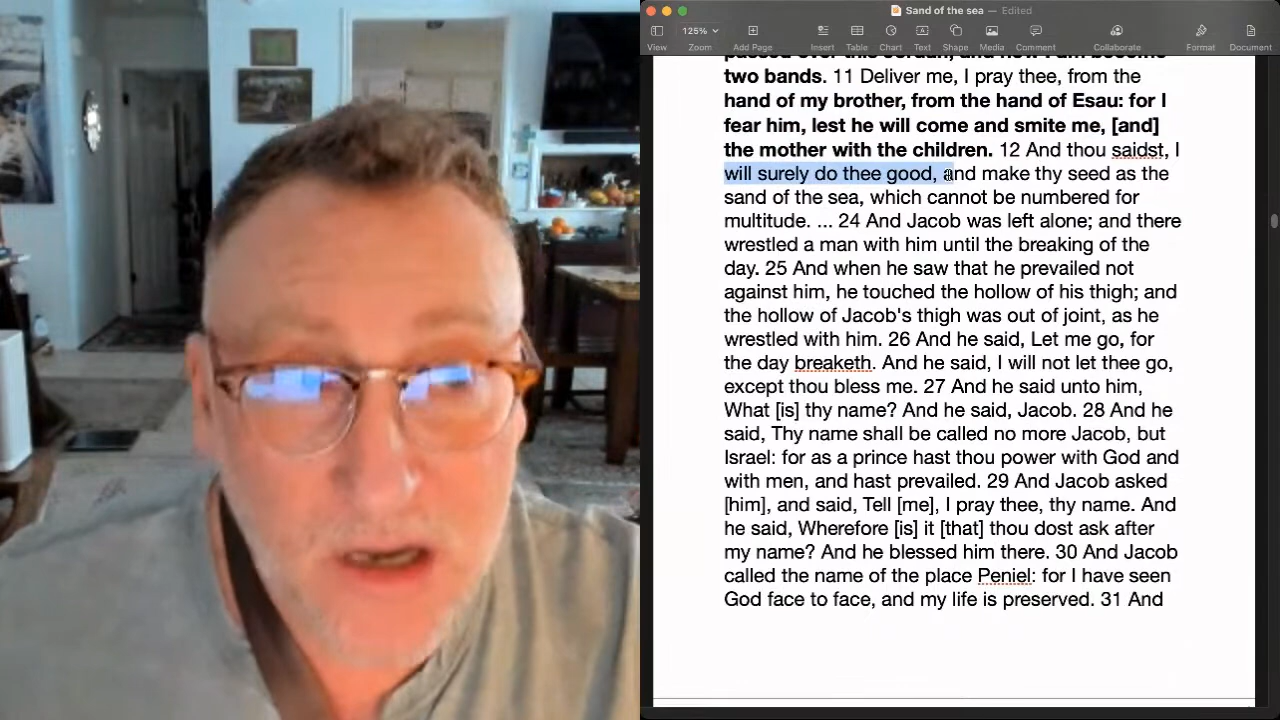 Sand of the sea — Edited
125%
View Zoom Add Page Insert Table Chart Text Shape Media Comment Collaborate Format Document
passed over this Jordan; and now I am become
two bands. 11 Deliver me, I pray thee, from the
hand of my brother, from the hand of Esau: for I
fear him, lest he will come and smite me, [and]
the mother with the children. 12 And thou saidst, I
will surely do thee good, and make thy seed as the
sand of the sea, which cannot be numbered for
multitude. ... 24 And Jacob was left alone; and there
wrestled a man with him until the breaking of the
day. 25 And when he saw that he prevailed not
against him, he touched the hollow of his thigh; and
the hollow of Jacob's thigh was out of joint, as he
wrestled with him. 26 And he said, Let me go, for
the day breaketh. And he said, I will not let thee go,
except thou bless me. 27 And he said unto him,
What [is] thy name? And he said, Jacob. 28 And he
said, Thy name shall be called no more Jacob, but
Israel: for as a prince hast thou power with God and
with men, and hast prevailed. 29 And Jacob asked
[him], and said, Tell [me], I pray thee, thy name. And
he said, Wherefore [is] it [that] thou dost ask after
my name? And he blessed him there. 30 And Jacob
called the name of the place Peniel: for I have seen
God face to face, and my life is preserved. 31 And